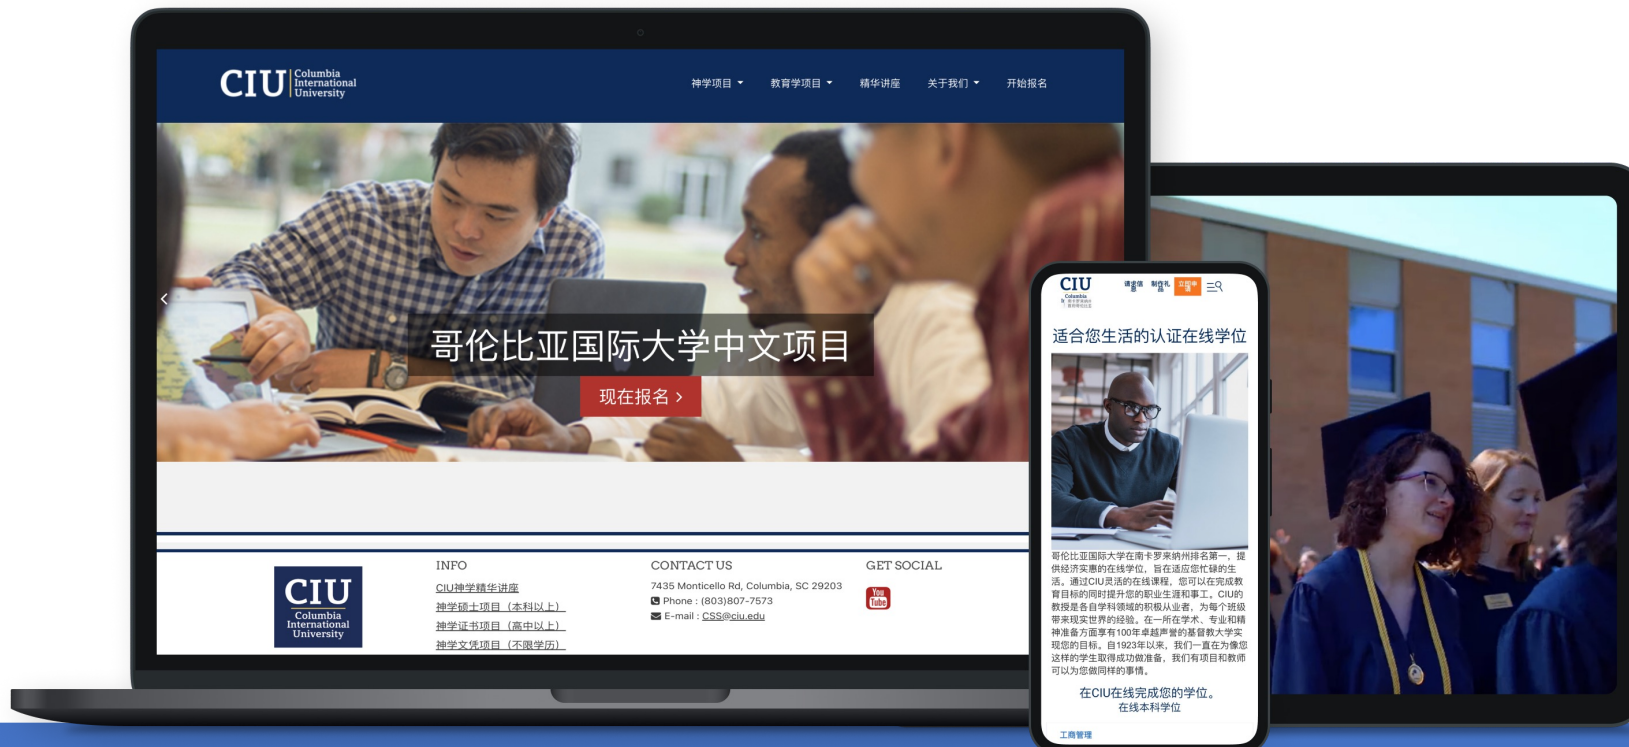 CIU
Columbia
International
University
神学项目
教育学项目
精华讲座
关于我们
开始报名
哥伦比亚国际大学中文项目
现在报名
CIU
Columbia
International
University
INFO
CIU神学精华讲座
神学硕士项目（本科以上）
神学证书项目（高中以上）
神学文凭项目（不限学历）
CONTACT US
7435 Monticello Rd, Columbia, SC 29203
Phone : (803)807-7573
E-mail : CSS@ciu.edu
GET SOCIAL
You
Tube
CIU
Columbia
请求信
息
制作礼
品
立即申
请
适合您生活的认证在线学位
哥伦比亚国际大学在南卡罗来纳州排名第一，提
供经济实惠的在线学位，旨在适应您忙碌的生
活。通过CIU灵活的在线课程，您可以在完成教
育目标的同时提升您的职业生涯和事工。CIU的
教授是各自学科领域的积极从业者，为每个班级
带来现实世界的经验。在一所在学术、专业和精
神准备方面享有100年卓越声誉的基督教大学实
现您的目标。自1923年以来，我们一直在为像您
这样的学生取得成功做准备，我们有项目和教师
可以为您做同样的事情。
在CIU在线完成您的学位。
在线本科学位
工商管理